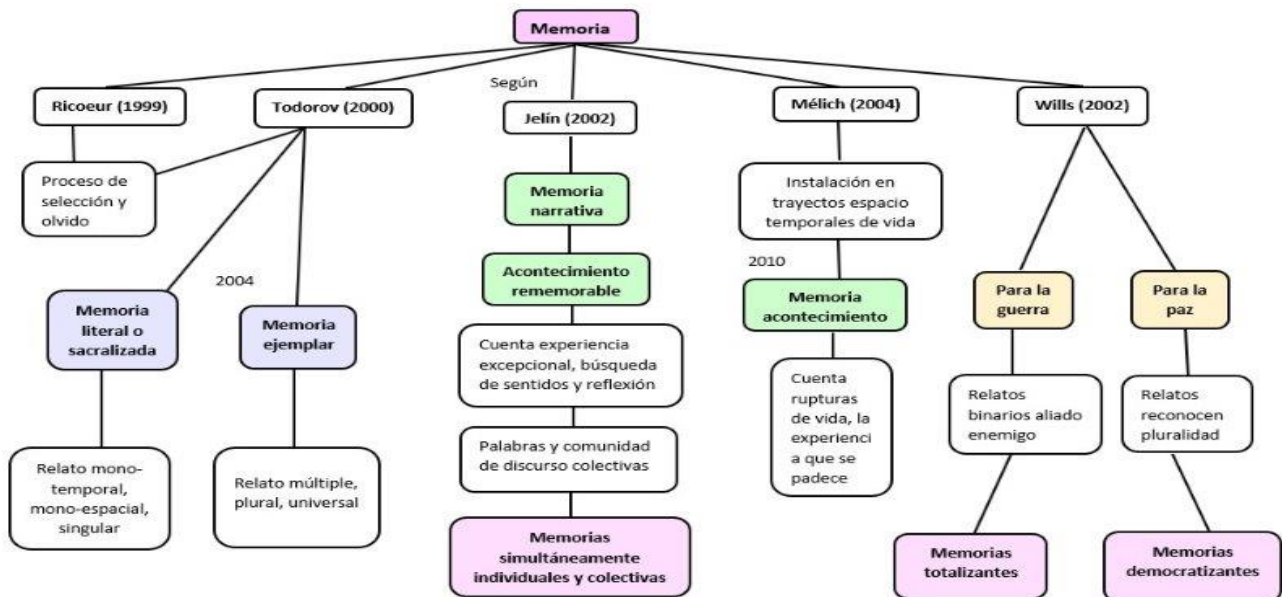 Memoria
Según
Ricoeur (1999)
Todorov (2000)
Jelín (2002)
Mélich (2004)
Wills (2002)
Proceso de
selección y
olvido
Memoria
narrativa
Instalación en
trayectos espacio
temporales de vida
2004
Acontecimiento
rememorable
2010
Memoria
literal o
sacralizada
Memoria
ejemplar
Memoria
acontecimiento
Para la
guerra
Para la
paz
Cuenta experiencia
excepcional, búsqueda
de sentidos y reflexión
Cuenta
rupturas
de vida, la
experienci
a que se
padece
Relatos
binarios aliado
enemigo
Relatos
reconocen
pluralidad
Relato mono-
temporal,
mono-espacial,
singular
Relato múltiple,
plural, universal
Palabras y comunidad
de discurso colectivas
Memorias
simultáneamente
individuales y colectivas
Memorias
totalizantes
Memorias
democratizantes